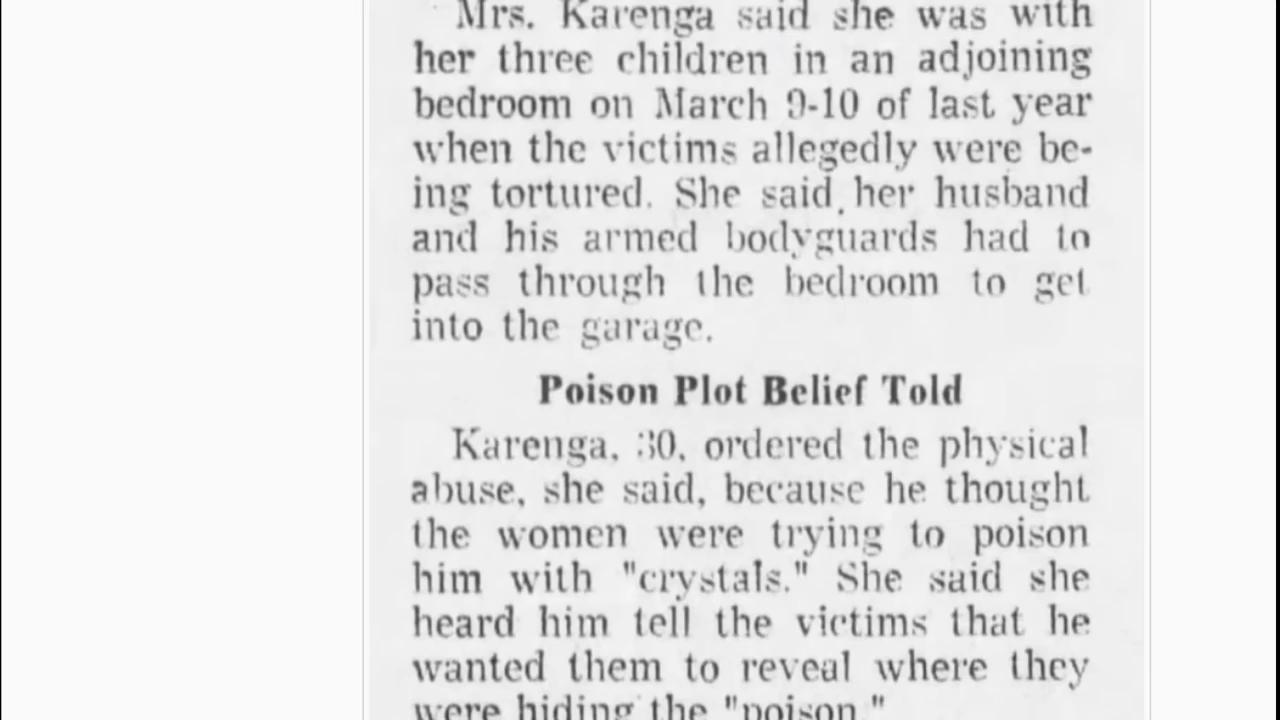 Mrs. Karenga said she was with
her three children in an adjoining
bedroom on March 9-10 of last year
when the victims allegedly were be-
ing tortured. She said her husband
and his armed bodyguards had to
pass through the bedroom to get
into the garage.
Poison Plot Belief Told
Karenga, 30, ordered the physical
abuse, she said, because he thought
the women were trying to poison
him with "crystals." She said she
heard him tell the victims that he
wanted them to reveal where they
were hiding the "poison."